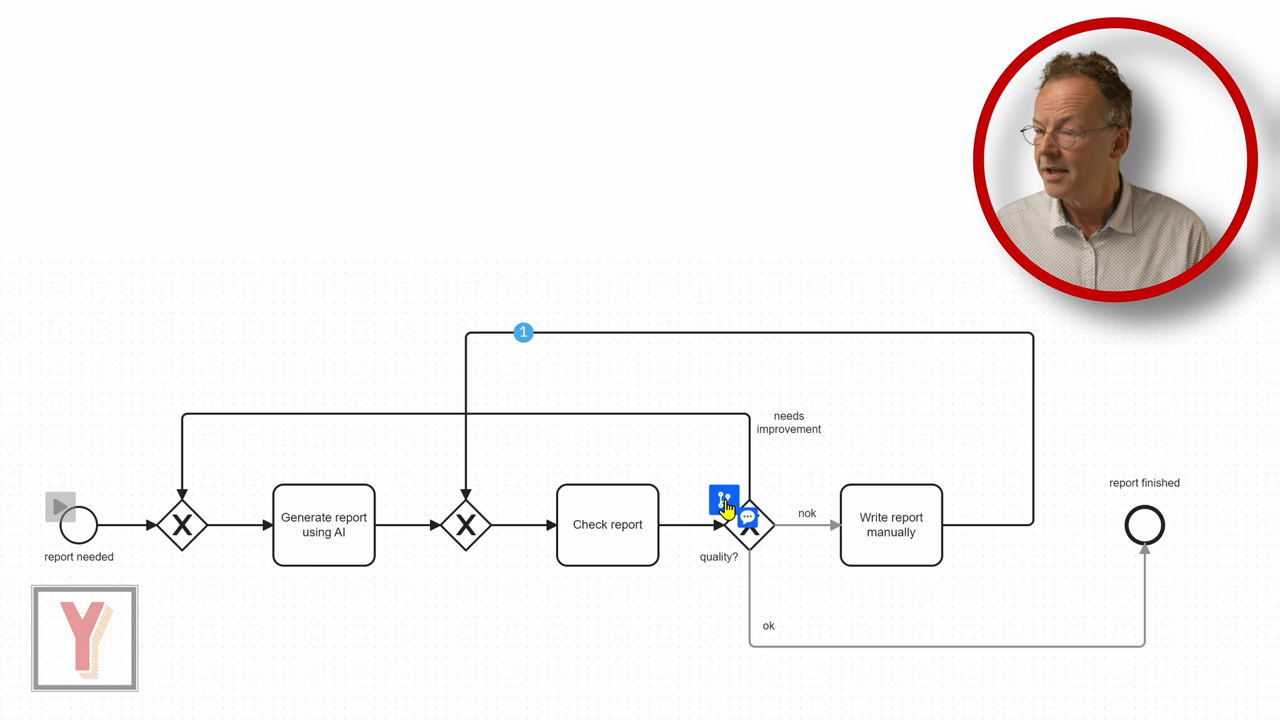 1
needs
improvement
report finished
Generate report
using AI
X
X
Check report
X
nok
Write report
manually
report needed
quality?
ok
Y